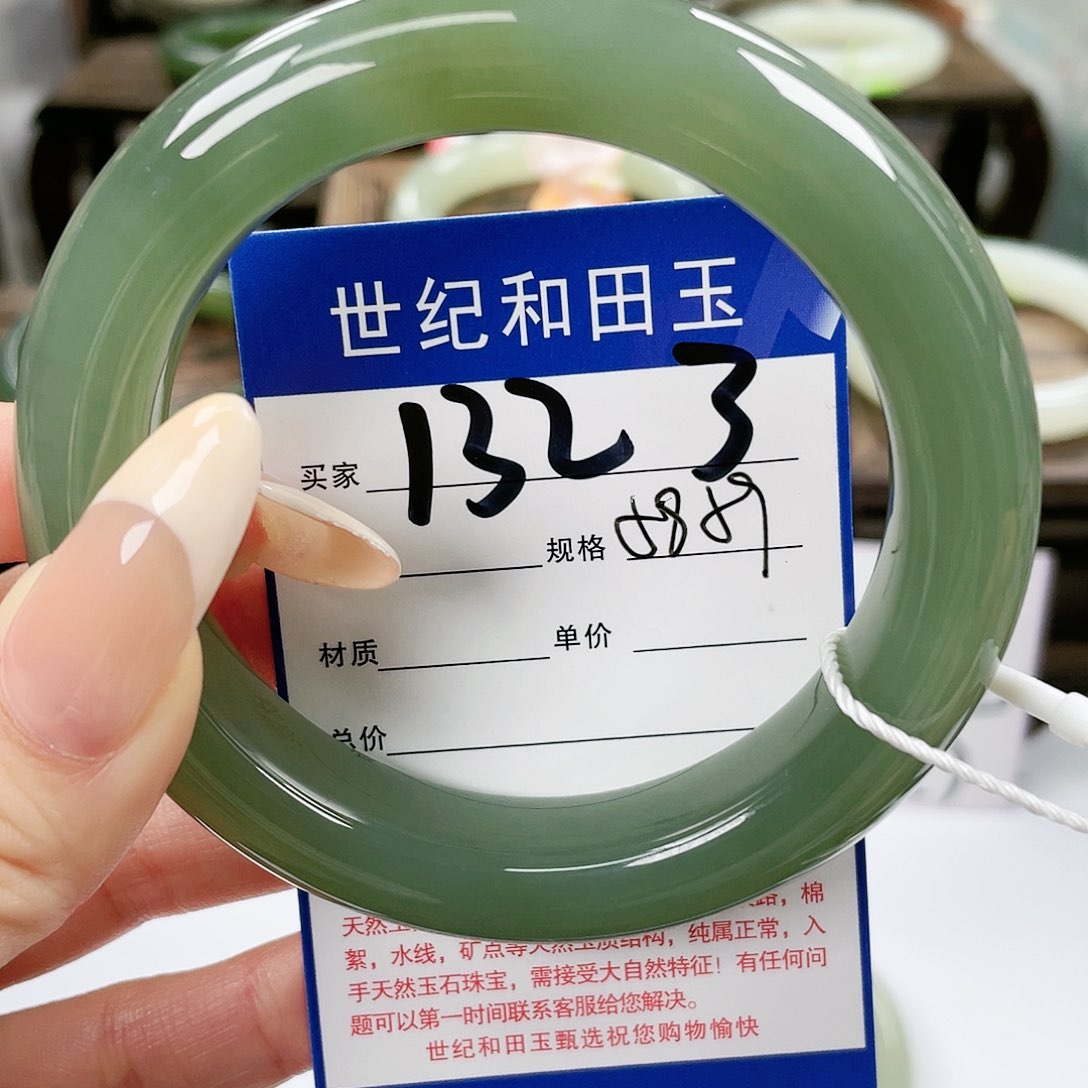 世纪和田玉
132 3
买家
规格
材质 单价
总价
棉
天然玉
絮，水线，矿点等天然玉质结构，纯属正常，入
手天然玉石珠宝，需接受大自然特征！有任何问
题可以第一时间联系客服给您解决。
世纪和田玉甄选祝您购物愉快